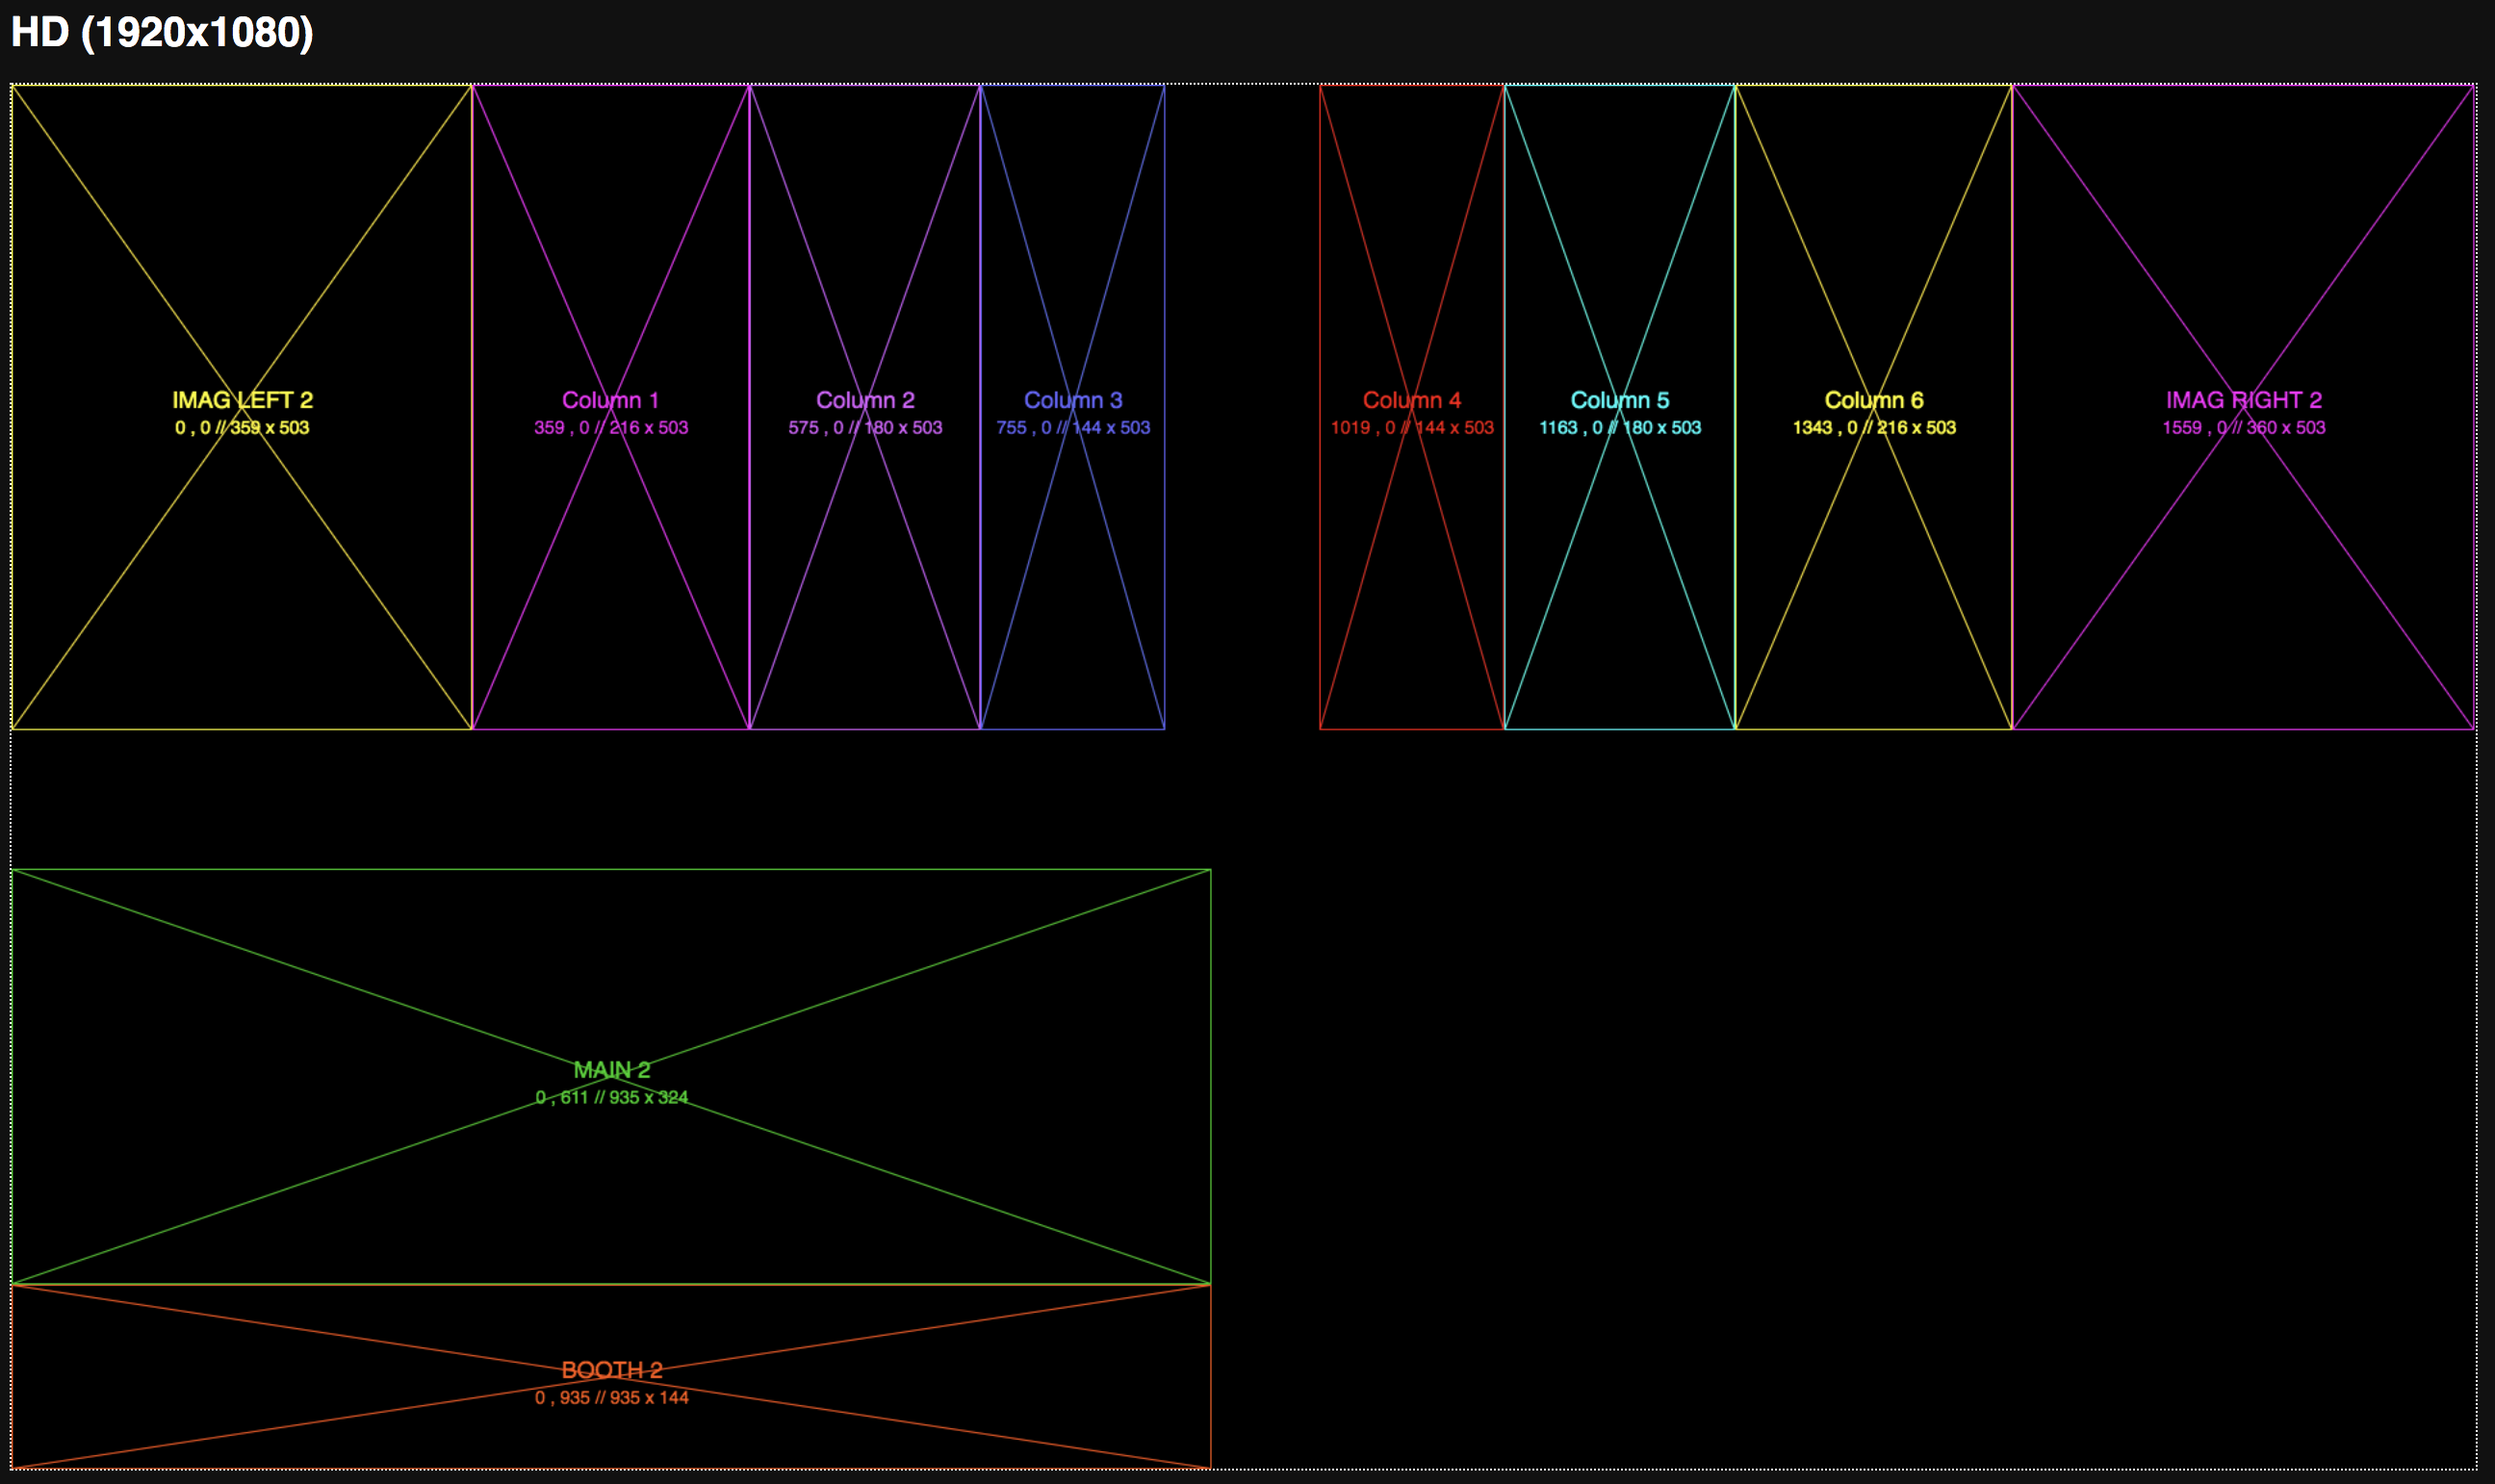 HD (1920x1080)
IMAG LEFT 2
0 , 0 // 359 x 503
Column 1
359 , 0 // 216 x 503
Column 2
575 , 0 // 180 x 503
Column 3
755 , 0 // 144 x 503
Column 4
1019 , 0 // 144 x 503
Column 5
1163 , 0 // 180 x 503
Column 6
1343 , 0 // 216 x 503
IMAG RIGHT 2
1559 , 0 // 360 x 503
MAIN 2
0 , 611 // 935 x 324
BOOTH 2
0 , 935 // 935 x 144